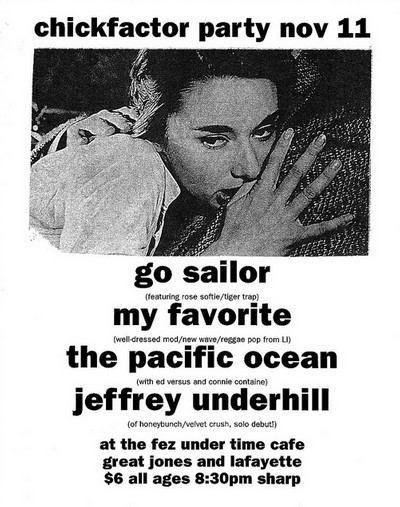 chickfactor party nov 11
go sailor
(featuring rose softie/tiger trap)
my favorite
(well-dressed mod/new wave/reggae pop from LI)
the pacific ocean
(with ed versus and connie containe)
jeffrey underhill
(of honeybunch/velvet crush, solo debut!)
at the fez under time cafe
great jones and lafayette
$6 all ages 8:30pm sharp